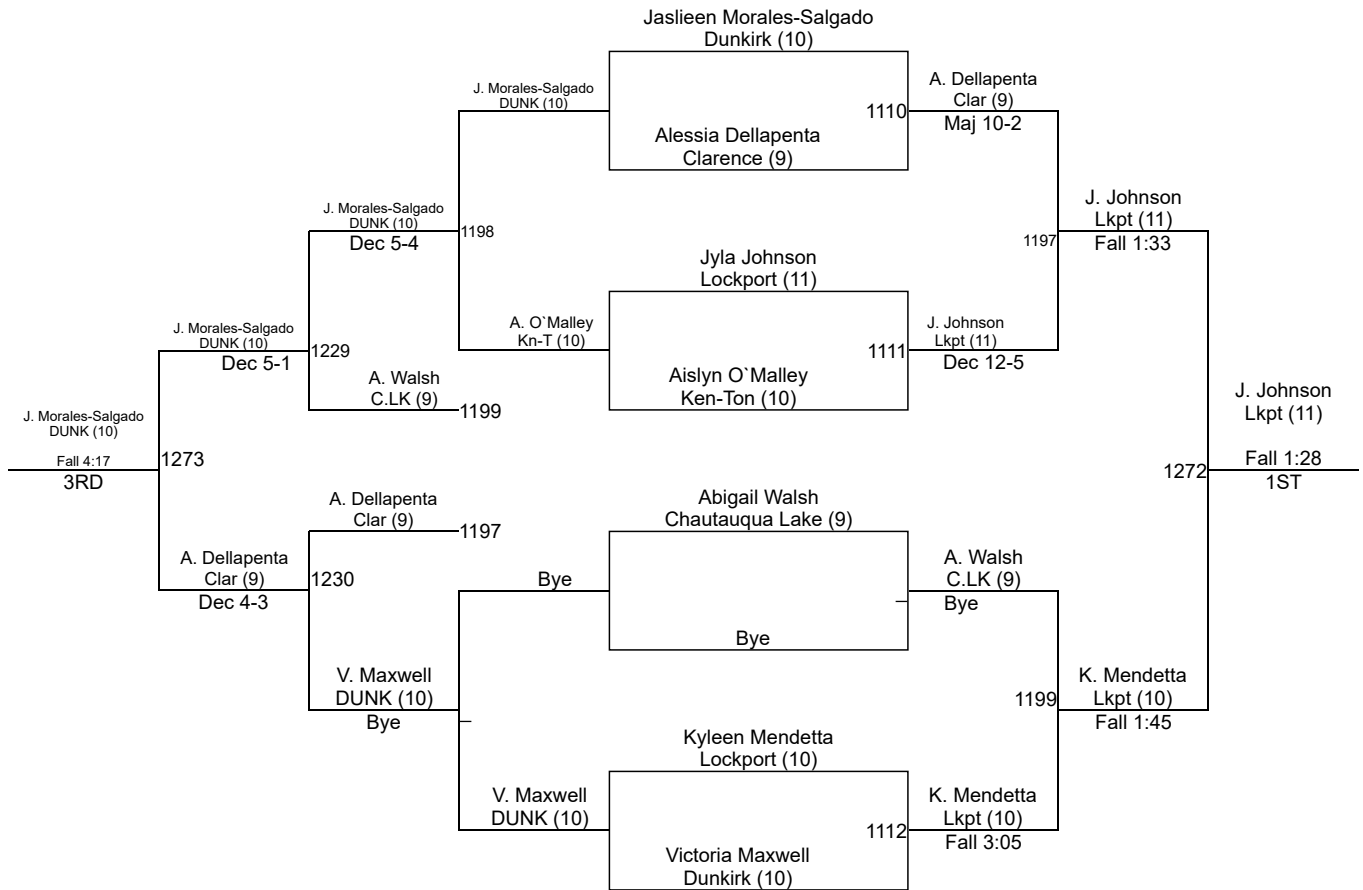 Jaslieen Morales-Salgado
Dunkirk (10)
J. Morales-Salgado
DUNK (10)
A. Dellapenta
Clar (9)
1110
Maj 10-2
Alessia Dellapenta
Clarence (9)
J. Morales-Salgado
DUNK (10)
Dec 5-4
1198
J. Johnson
Lkpt (11)
Fall 1:33
1197
Jyla Johnson
Lockport (11)
J. Morales-Salgado
DUNK (10)
Dec 5-1
1229
A. O`Malley
Kn-T (10)
1111
J. Johnson
Lkpt (11)
Dec 12-5
Aislyn O`Malley
Ken-Ton (10)
A. Walsh
C.LK (9)
1199
J. Morales-Salgado
DUNK (10)
Fall 4:17
3RD
1273
J. Johnson
Lkpt (11)
Fall 1:28
1ST
1272
A. Dellapenta
Clar (9)
1197
Abigail Walsh
Chautauqua Lake (9)
A. Dellapenta
Clar (9)
Dec 4-3
1230
Bye
A. Walsh
C.LK (9)
Bye
Bye
V. Maxwell
DUNK (10)
Bye
1199
K. Mendetta
Lkpt (10)
Fall 1:45
Kyleen Mendetta
Lockport (10)
V. Maxwell
DUNK (10)
1112
K. Mendetta
Lkpt (10)
Fall 3:05
Victoria Maxwell
Dunkirk (10)